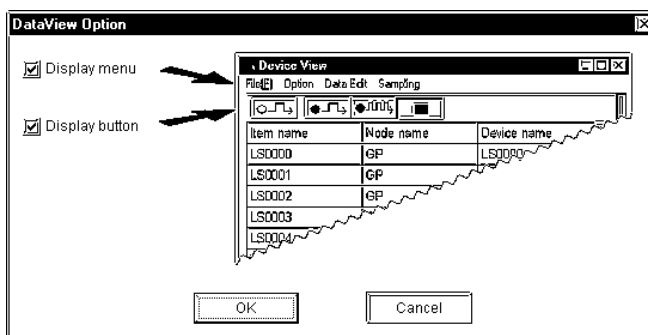 DataView Option
Display menu
Display button
Device View
File(F) Option Data Edit Sampling
Item name Node name Device name
LS0000 GP LS0000
LS0001 GP
LS0002 GP
LS0003
LS0004
OK Cancel